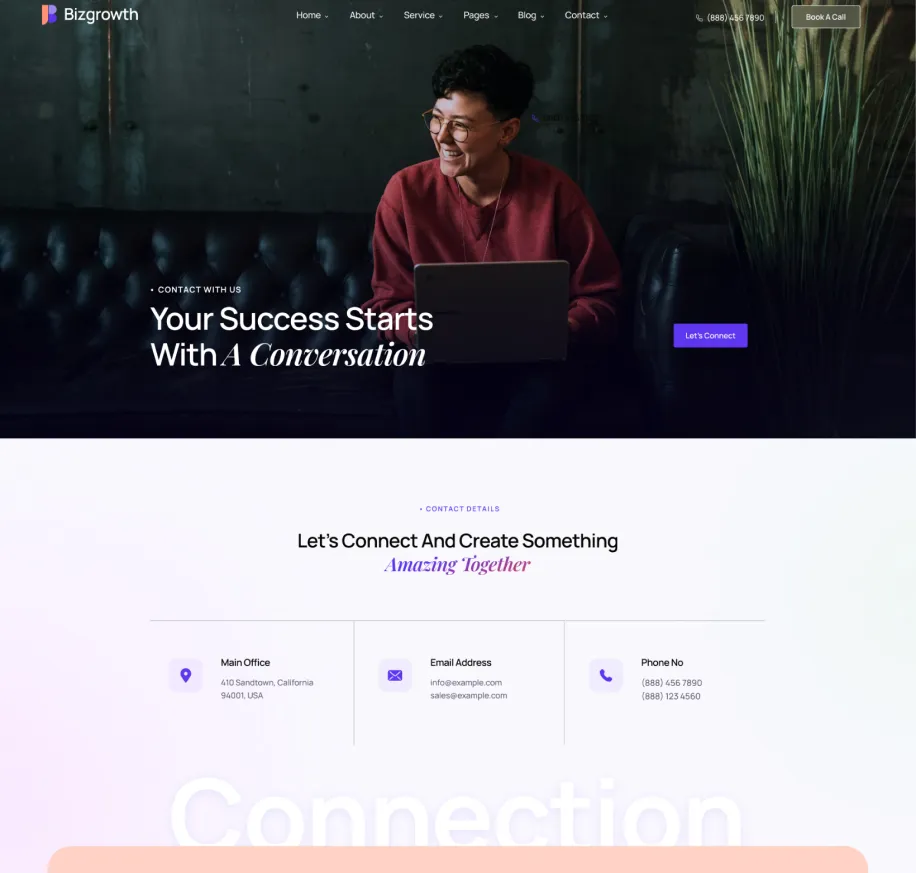 Bizgrowth
Home About Service Pages Blog Contact
(888) 456 7890
Book A Call
• CONTACT WITH US
Your Success Starts
With A Conversation
Let's Connect
• CONTACT DETAILS
Let's Connect And Create Something
Amazing Together
Main Office
410 Sandtown, California
94001, USA
Email Address
info@example.com
sales@example.com
Phone No
(888) 456 7890
(888) 123 4560
Connection